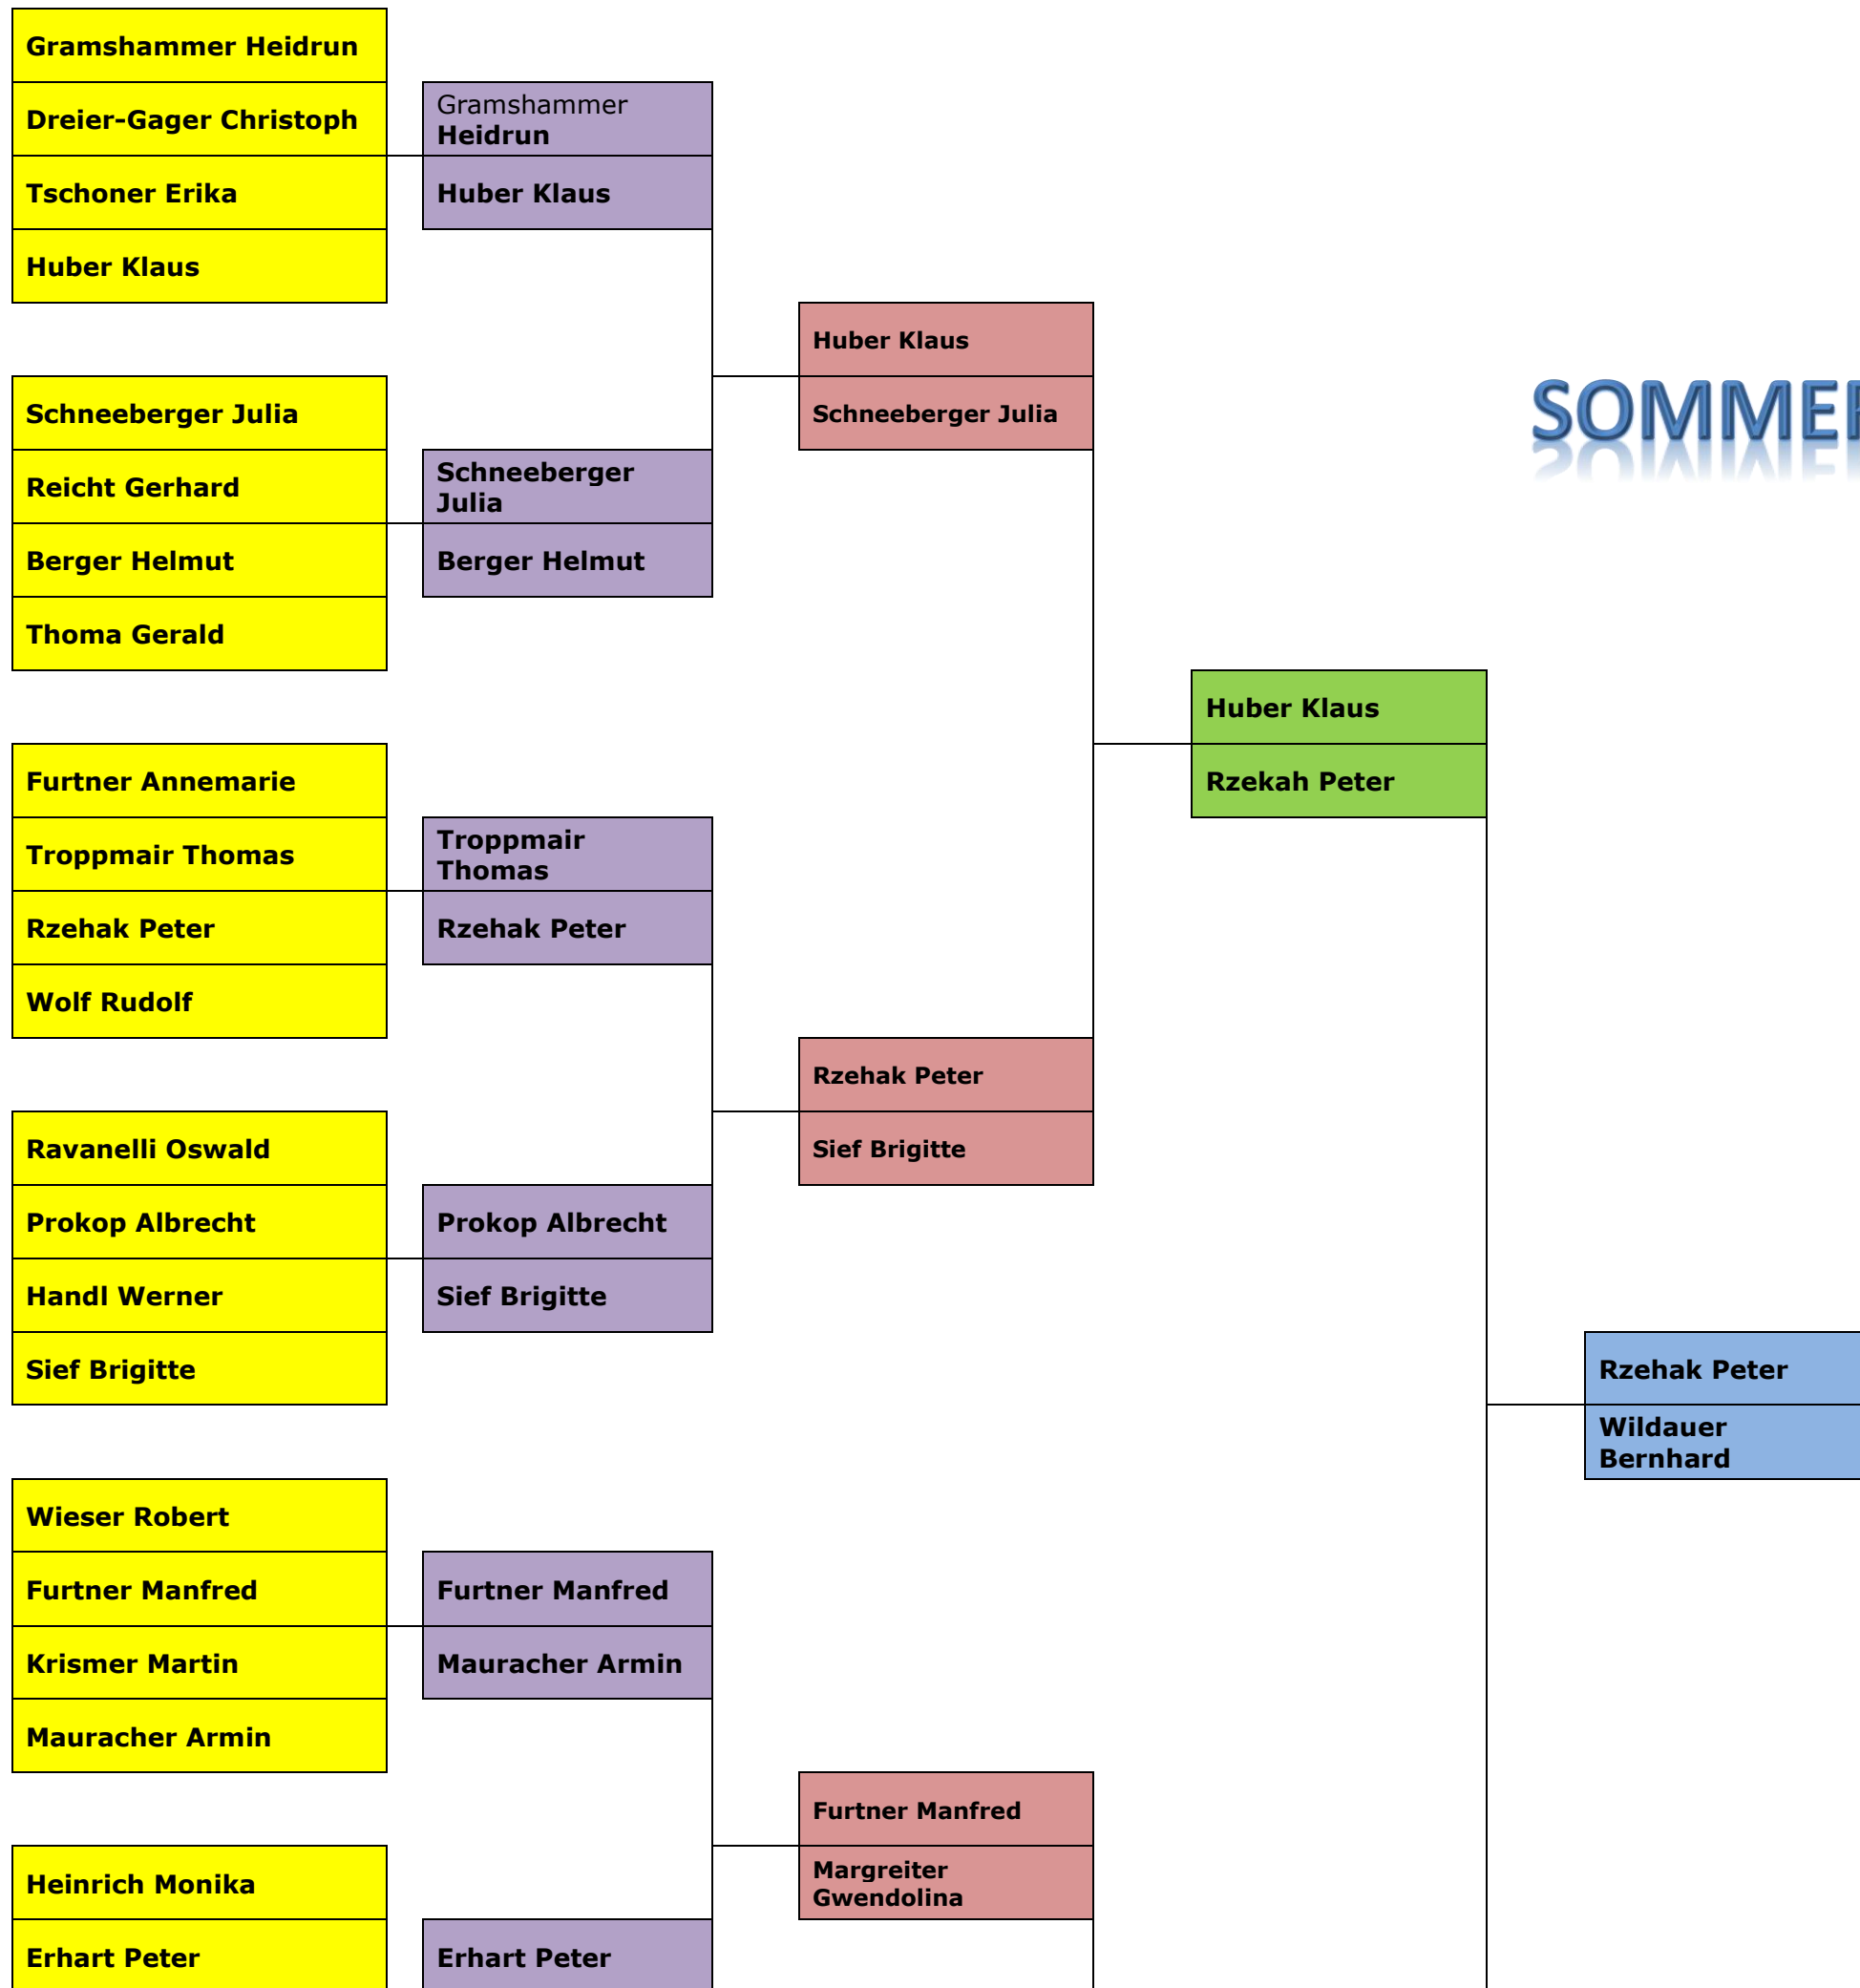 Gramshammer Heidrun
Dreier-Gager Christoph
Tschoner Erika
Huber Klaus
Schneeberger Julia
Reicht Gerhard
Berger Helmut
Thoma Gerald
Furtner Annemarie
Troppmair Thomas
Rzehak Peter
Wolf Rudolf
Ravanelli Oswald
Prokop Albrecht
Handl Werner
Sief Brigitte
Wieser Robert
Furtner Manfred
Krismer Martin
Mauracher Armin
Heinrich Monika
Erhart Peter
Gramshammer
Heidrun
Huber Klaus
Schneeberger
Julia
Berger Helmut
Troppmair
Thomas
Rzehak Peter
Prokop Albrecht
Sief Brigitte
Furtner Manfred
Mauracher Armin
Erhart Peter
Huber Klaus
Schneeberger Julia
Rzehak Peter
Sief Brigitte
Furtner Manfred
Margreiter
Gwendolina
Huber Klaus
Rzekah Peter
SOMMER
Rzehak Peter
Wildauer
Bernhard